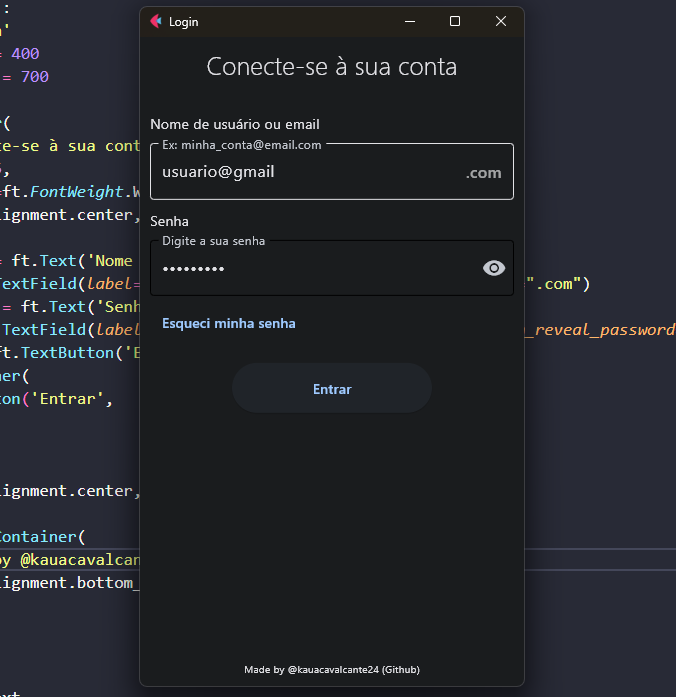 :
Login
'
= 400
= 700
Conecte-se à sua conta
(
te-se à sua cont
,
=ft.FontWeight.W
lignment.center,
Nome de usuário ou email
Ex: minha_conta@email.com
usuario@gmail
.com
Senha
= ft.Text('Nome
Digite a sua senha
•••••••••
TextField(label=
".com")
= ft.Text('Senh
Esqueci minha senha
TextField(label
_reveal_password
ft.TextButton('E
ner(
ton('Entrar',
Entrar
lignment.center,
Container(
by @kauacavalcan
lignment.bottom_
Made by @kauacavalcante24 (Github)